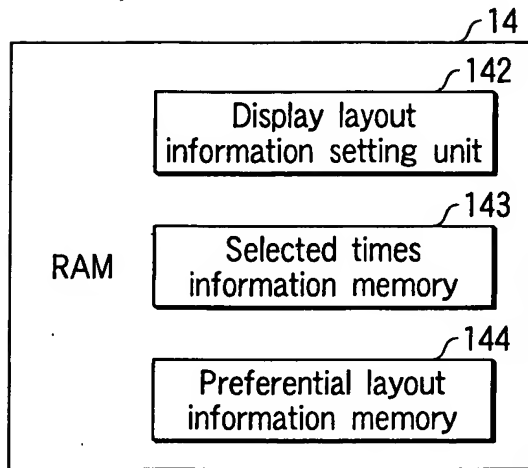 14
142
Display layout
information setting unit
143
RAM
Selected times
information memory
144
Preferential layout
information memory